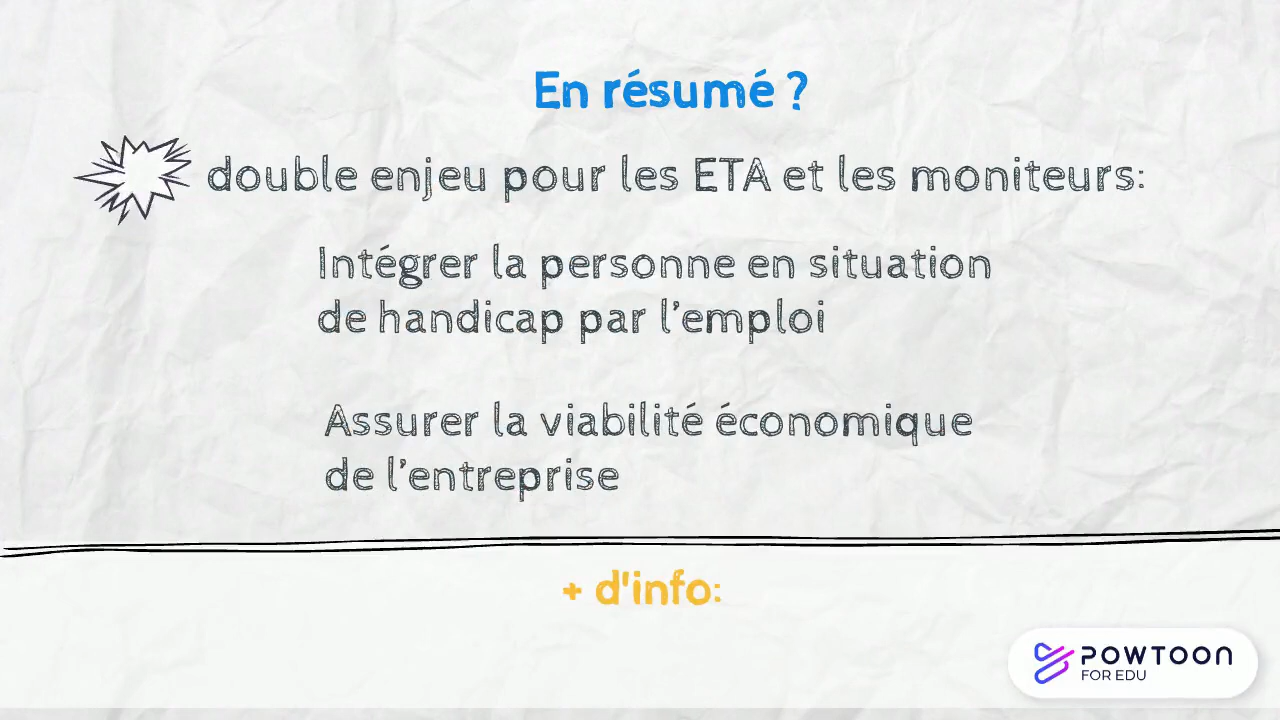 En résumé ?
double enjeu pour les ETA et les moniteurs:
Intégrer la personne en situation
de handicap par l'emploi
Assurer la viabilité économique
de l'entreprise
+ d'info:
POWTOON
FOR EDU